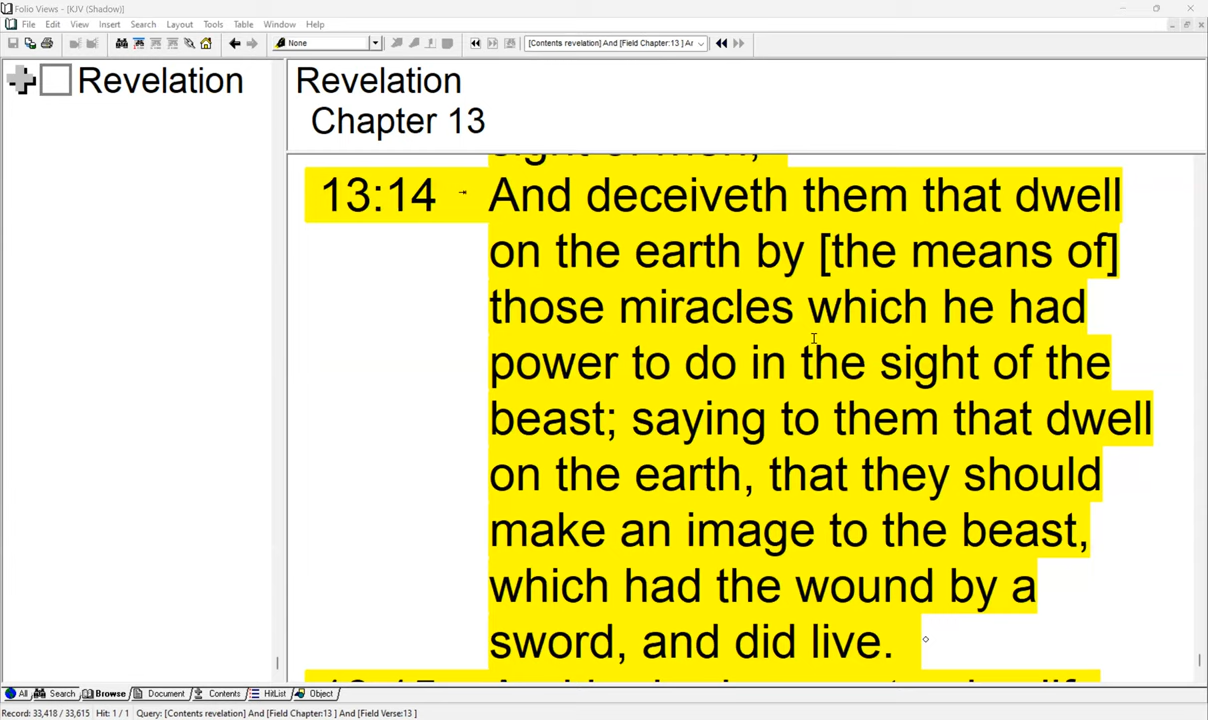 Folio Views - [KJV (Shadow)]
File Edit View Insert Search Layout Tools Table Window Help
None
[Contents revelation] And [Field Chapter:13 ] Ar
Revelation
Revelation
Chapter 13
sight of men,
13:14 And deceiveth them that dwell
on the earth by [the means of]
those miracles which he had
power to do in the sight of the
beast; saying to them that dwell
on the earth, that they should
make an image to the beast,
which had the wound by a
sword, and did live.
All Search Browse Document Contents HitList Object
Record: 33,418 / 33,615 Hit: 1 / 1 Query: [Contents revelation] And [Field Chapter:13 ] And [Field Verse:13 ]